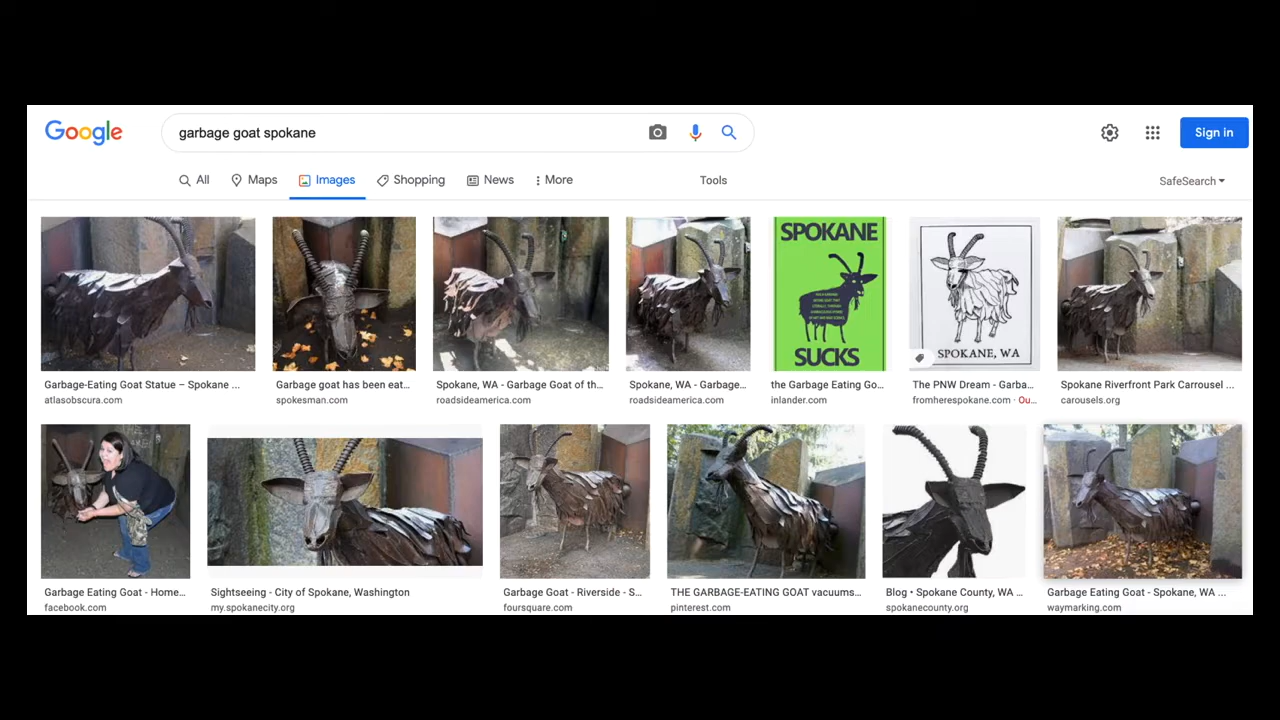 Google
garbage goat spokane
Sign in
All Maps Images Shopping News More Tools SafeSearch
SPOKANE
SUCKS
SPOKANE, WA
Garbage-Eating Goat Statue – Spokane ...
atlasobscura.com
Garbage goat has been eat...
spokesman.com
Spokane, WA - Garbage Goat of th...
roadsideamerica.com
Spokane, WA - Garbage...
roadsideamerica.com
the Garbage Eating Go...
inlander.com
The PNW Dream - Garba...
fromherespokane.com · Ou...
Spokane Riverfront Park Carrousel ...
carousels.org
Garbage Eating Goat - Home...
facebook.com
Sightseeing - City of Spokane, Washington
my.spokanecity.org
Garbage Goat - Riverside - S...
foursquare.com
THE GARBAGE-EATING GOAT vacuums...
pinterest.com
Blog • Spokane County, WA ...
spokanecounty.org
Garbage Eating Goat - Spokane, WA ...
waymarking.com